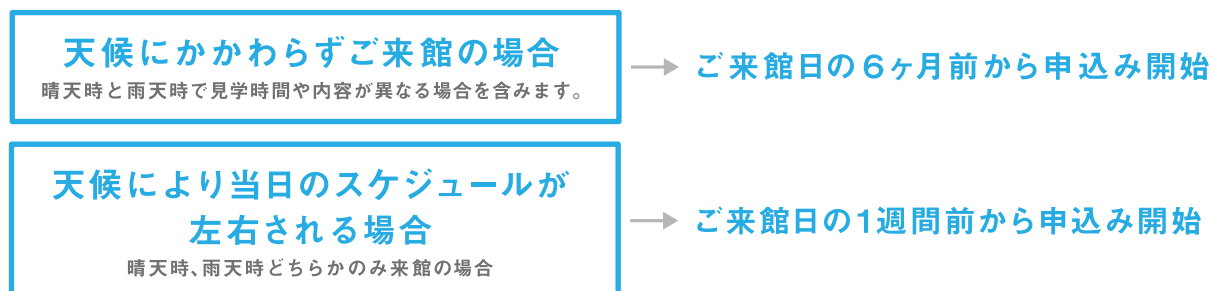 天候にかかわらずご来館の場合
晴天時と雨天時で見学時間や内容が異なる場合を含みます。
ご来館日の6ヶ月前から申込み開始
天候により当日のスケジュールが
左右される場合
晴天時、雨天時どちらかのみ来館の場合
ご来館日の1週間前から申込み開始